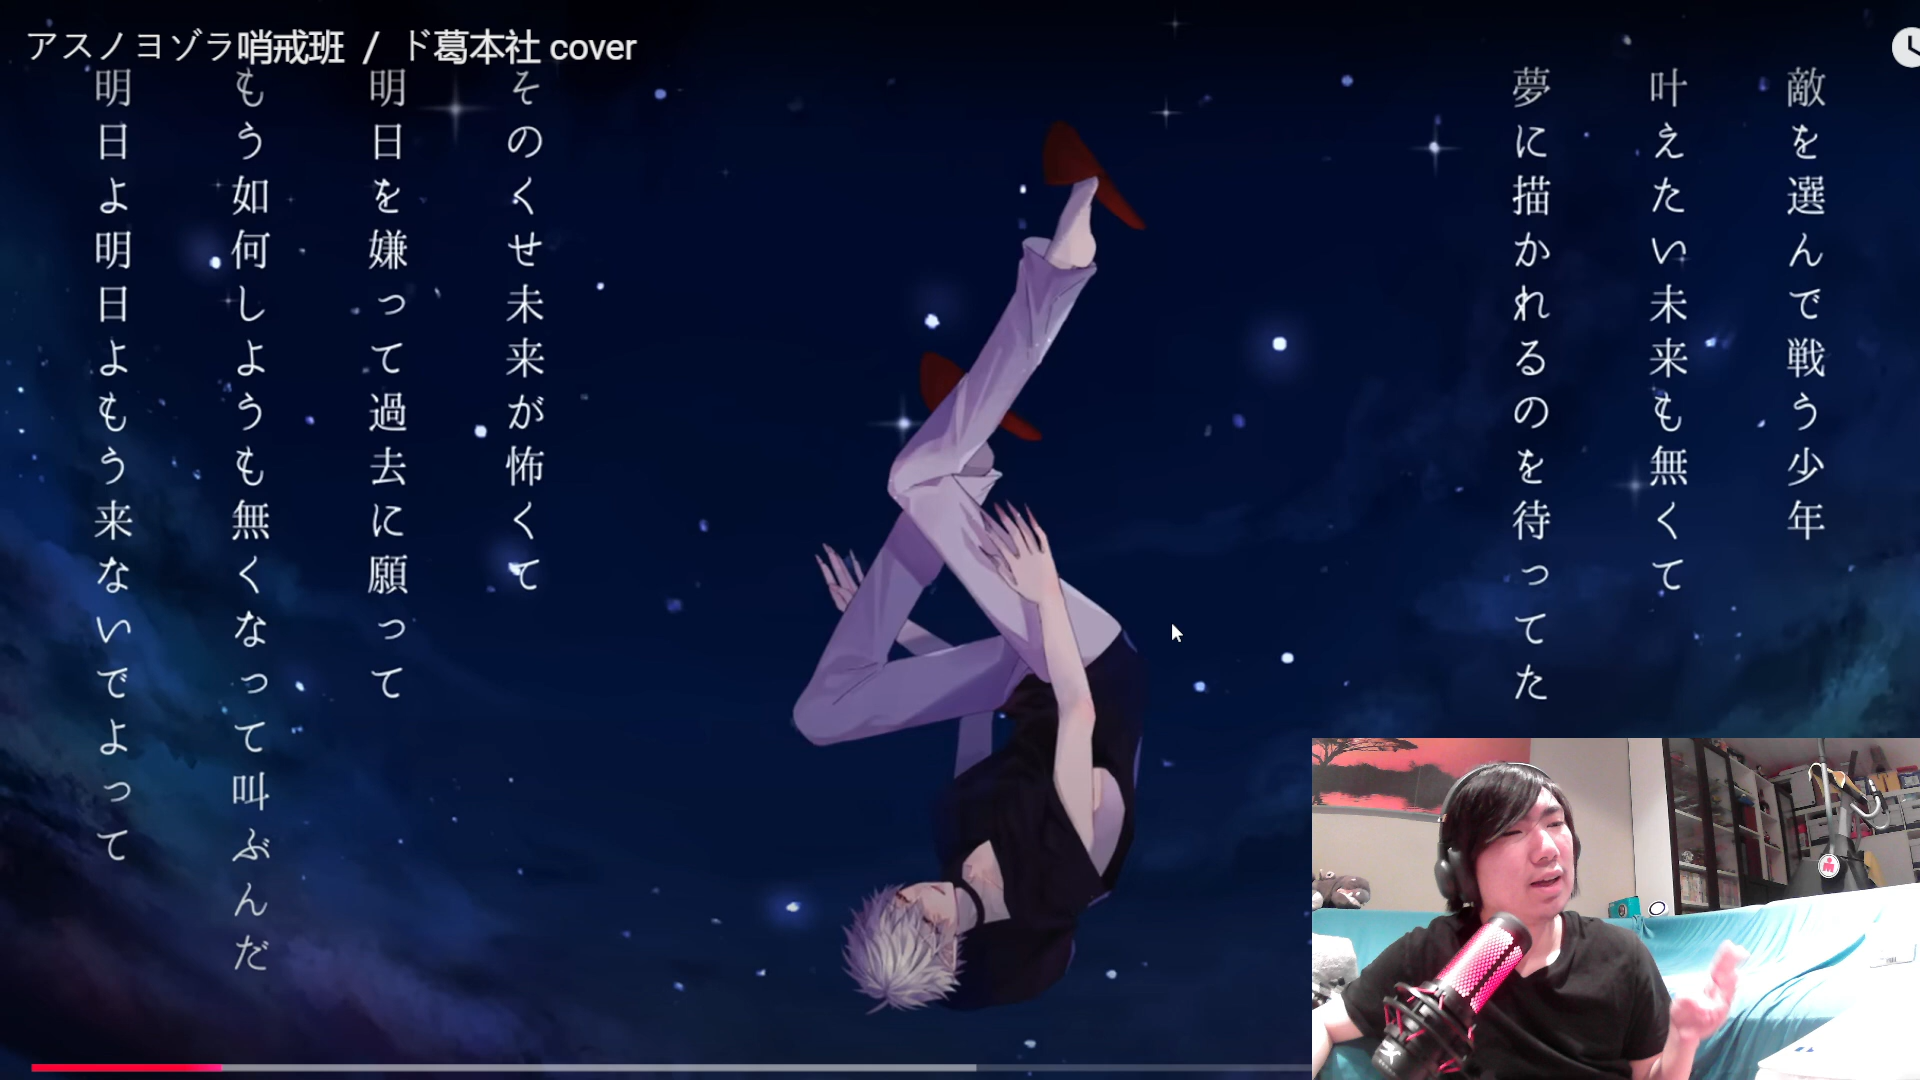 アスノヨゾラ哨戒班 / ド葛本社 cover
敵を選んで戦う少年
叶えたい未来も無くて
夢に描かれるのを待ってた
そのくせ未来が怖くて
明日を嫌って過去に願って
もう如何しようも無くなって叫ぶんだ
明日よ明日よもう来ないでよって